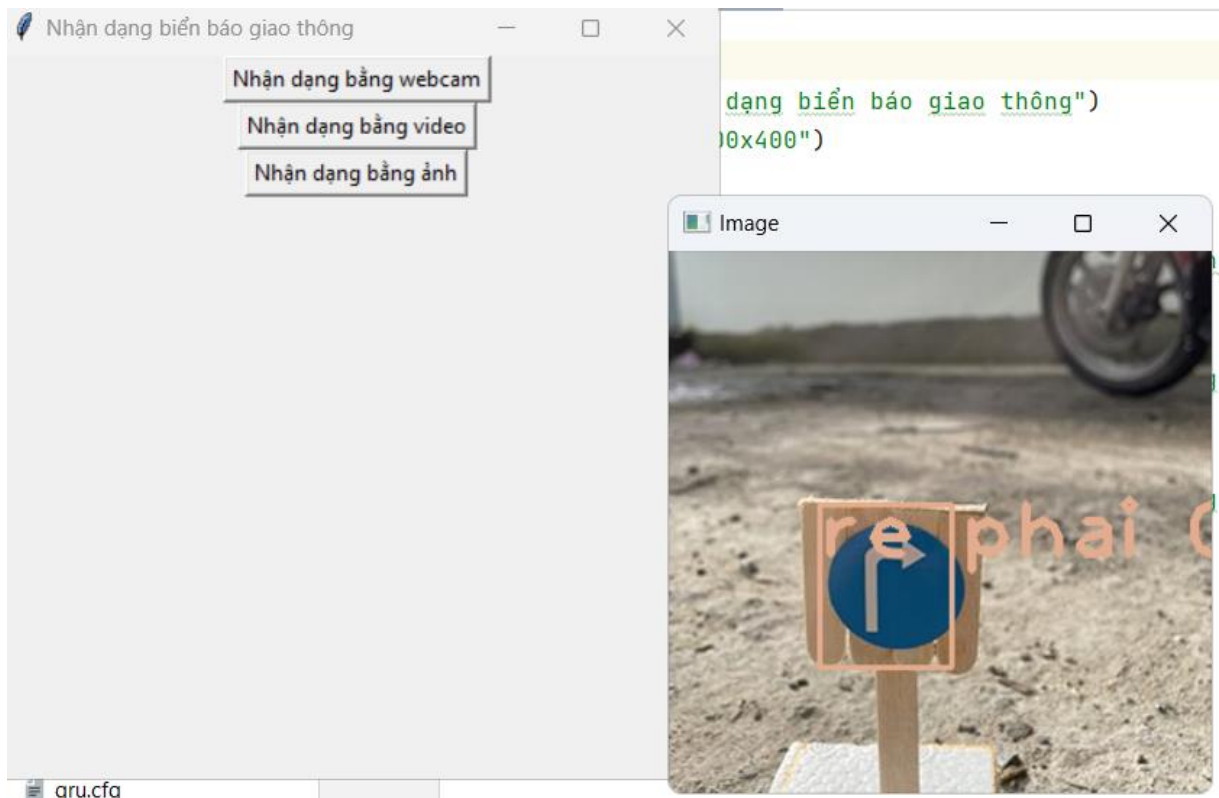 Nhận dạng biển báo giao thông
Nhận dạng bằng webcam
Nhận dạng bằng video
Nhận dạng bằng ảnh
dạng biển báo giao thông")
00x400")
Image
re phai
gru.cfg